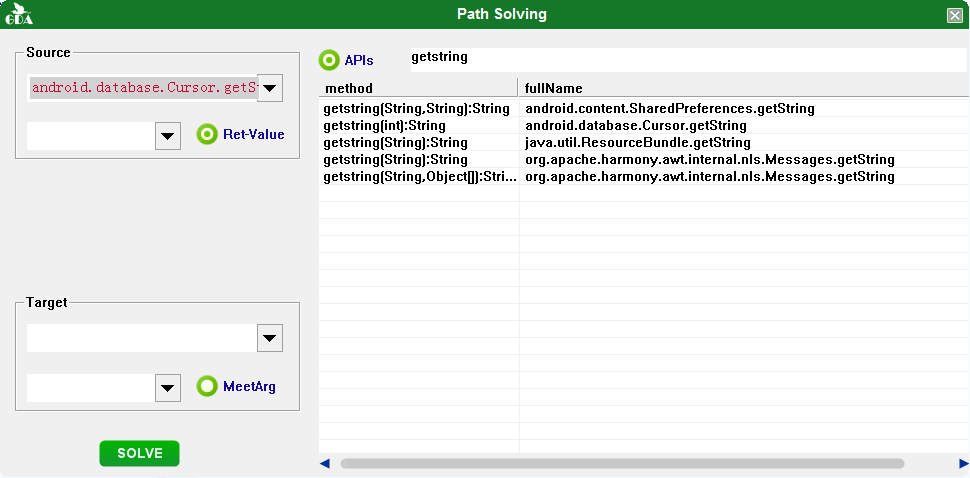 GDA
Path Solving
Source
android.database.Cursor.getS
Ret-Value
Target
MeetArg
SOLVE
APIs
getstring
method fullName
getstring(String,String):String android.content.SharedPreferences.getString
getstring(int):String android.database.Cursor.getString
getstring(String):String java.util.ResourceBundle.getString
getstring(String):String org.apache.harmony.awt.internal.nls.Messages.getString
getstring(String,Object[]):Stri... org.apache.harmony.awt.internal.nls.Messages.getString